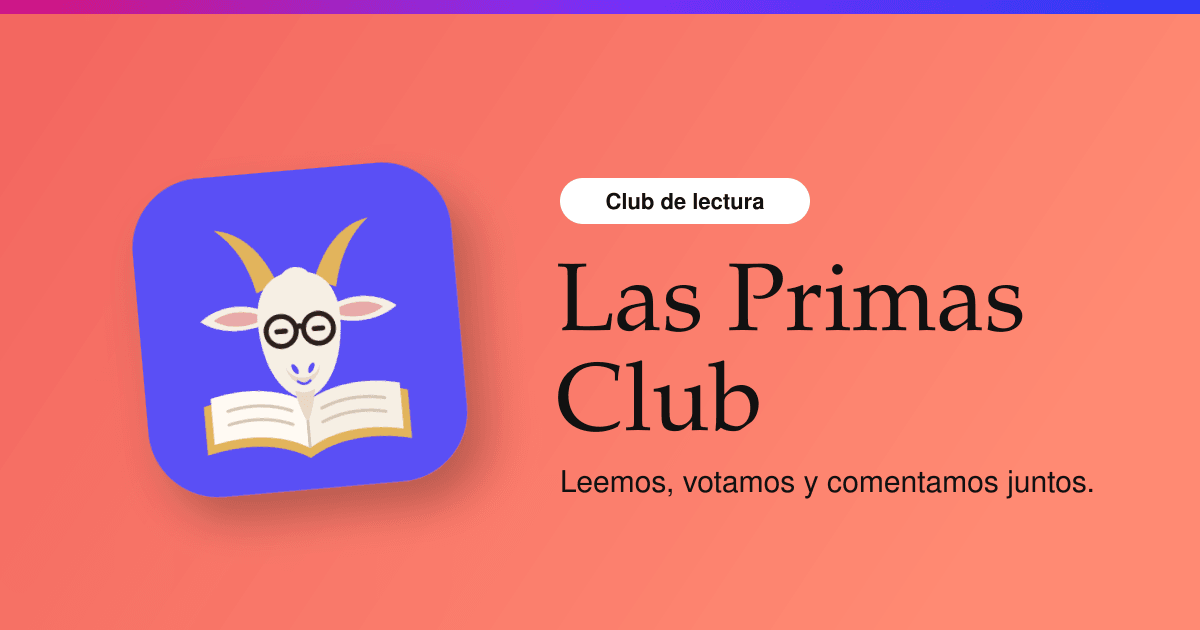 Club de lectura
Las Primas
Club
Leemos, votamos y comentamos juntos.